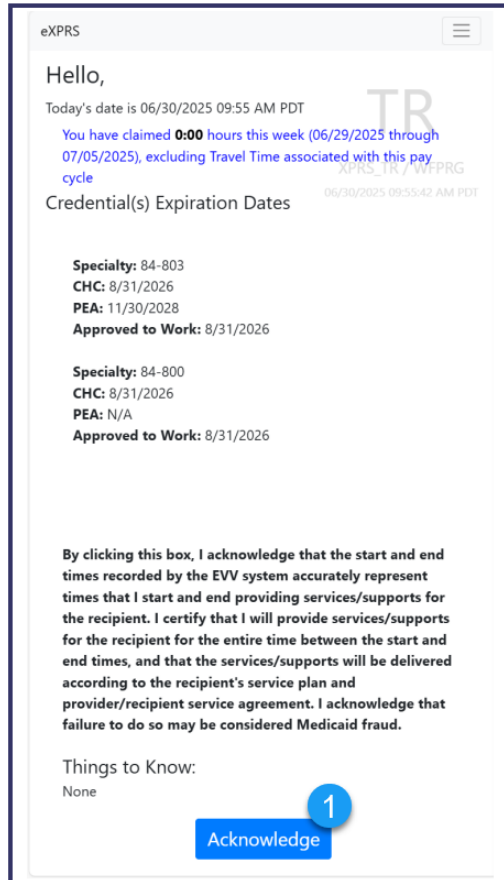 eXPRS
Hello,
TR
Today's date is 06/30/2025 09:55 AM PDT
You have claimed 0:00 hours this week (06/29/2025 through
07/05/2025), excluding Travel Time associated with this pay
cycle
XPRS_TR / WFPRG
06/30/2025 09:55:42 AM PDT
Credential(s) Expiration Dates
Specialty: 84-803
CHC: 8/31/2026
PEA: 11/30/2028
Approved to Work: 8/31/2026
Specialty: 84-800
CHC: 8/31/2026
PEA: N/A
Approved to Work: 8/31/2026
By clicking this box, I acknowledge that the start and end
times recorded by the EVV system accurately represent
times that I start and end providing services/supports for
the recipient. I certify that I will provide services/supports
for the recipient for the entire time between the start and
end times, and that the services/supports will be delivered
according to the recipient's service plan and
provider/recipient service agreement. I acknowledge that
failure to do so may be considered Medicaid fraud.
Things to Know:
None
1
Acknowledge